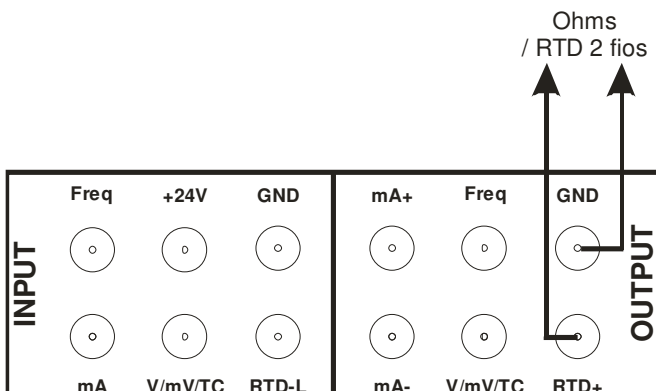 Ohms
/ RTD 2 fios
Freq +24V GND mA+ Freq GND
INPUT
OUTPUT
mA V/mV/TC RTD-L mA- V/mV/TC RTD+